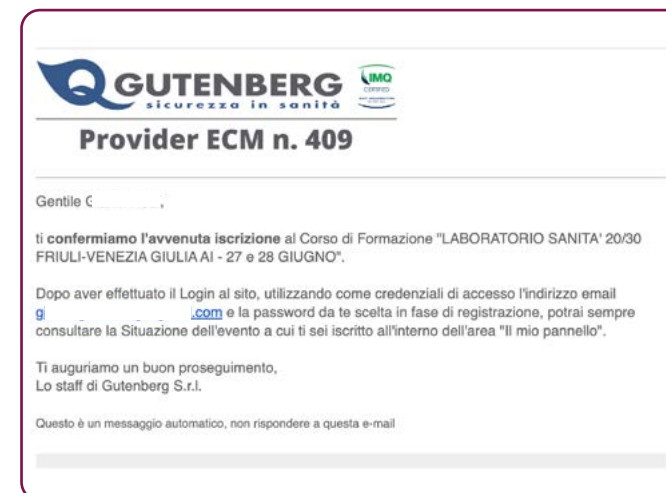 GUTENBERG
sicurezza in sanità
IMQ
CERTIFIED
Provider ECM n. 409
Gentile G
ti confermiamo l'avvenuta iscrizione al Corso di Formazione "LABORATORIO SANITA' 20/30
FRIULI-VENEZIA GIULIA AI - 27 e 28 GIUGNO".
Dopo aver effettuato il Login al sito, utilizzando come credenziali di accesso l'indirizzo email
g .com e la password da te scelta in fase di registrazione, potrai sempre
consultare la Situazione dell'evento a cui ti sei iscritto all'interno dell'area "Il mio pannello".
Ti auguriamo un buon proseguimento,
Lo staff di Gutenberg S.r.l.
Questo è un messaggio automatico, non rispondere a questa e-mail